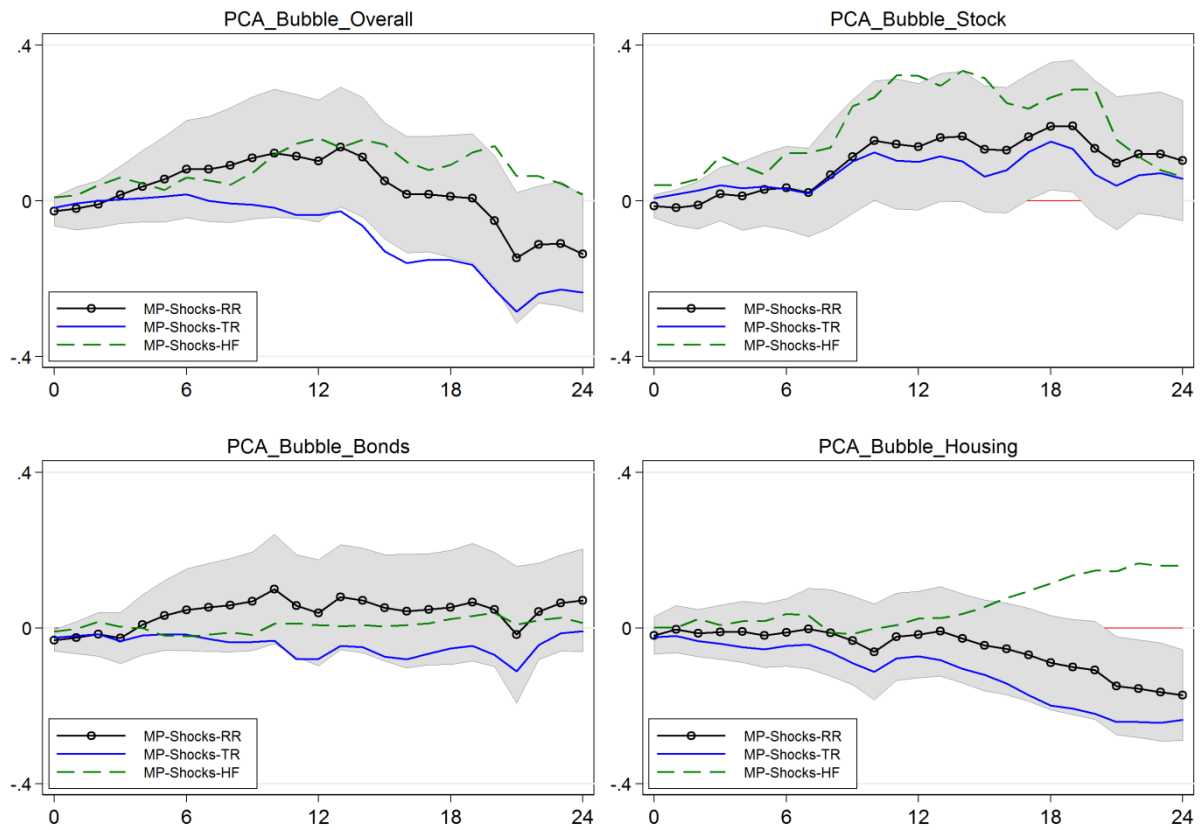 PCA_Bubble_Overall
.4
0
-.4
MP-Shocks-RR
MP-Shocks-TR
MP-Shocks-HF
0 6 12 18 24
PCA_Bubble_Stock
.4
0
-.4
MP-Shocks-RR
MP-Shocks-TR
MP-Shocks-HF
0 6 12 18 24
PCA_Bubble_Bonds
.4
0
-.4
MP-Shocks-RR
MP-Shocks-TR
MP-Shocks-HF
0 6 12 18 24
PCA_Bubble_Housing
.4
0
-.4
MP-Shocks-RR
MP-Shocks-TR
MP-Shocks-HF
0 6 12 18 24